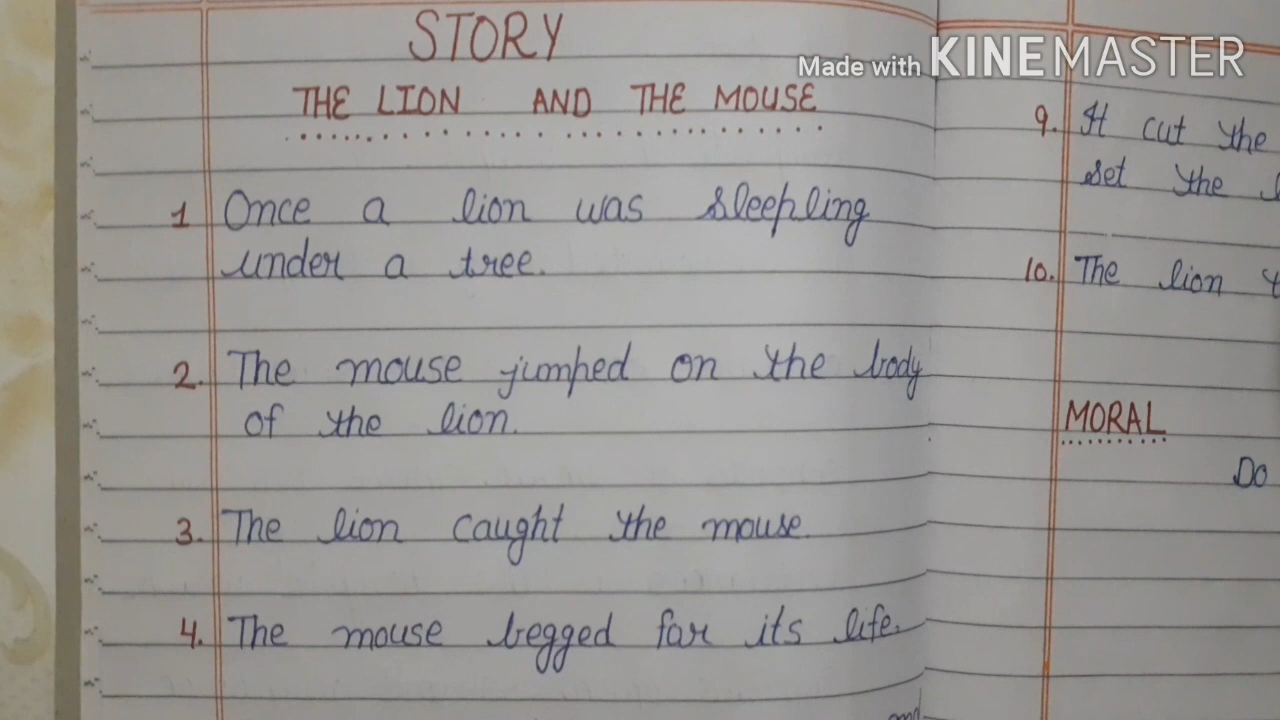 STORY
THE LION AND THE MOUSE
1 Once a lion was sleepling
under a tree.
2. The mouse jumped on the body
of the lion.
3. The lion caught the mouse.
4. The mouse begged for its life.
Made with KINEMASTER
9. It cut the
set the
10. The lion
MORAL
Do